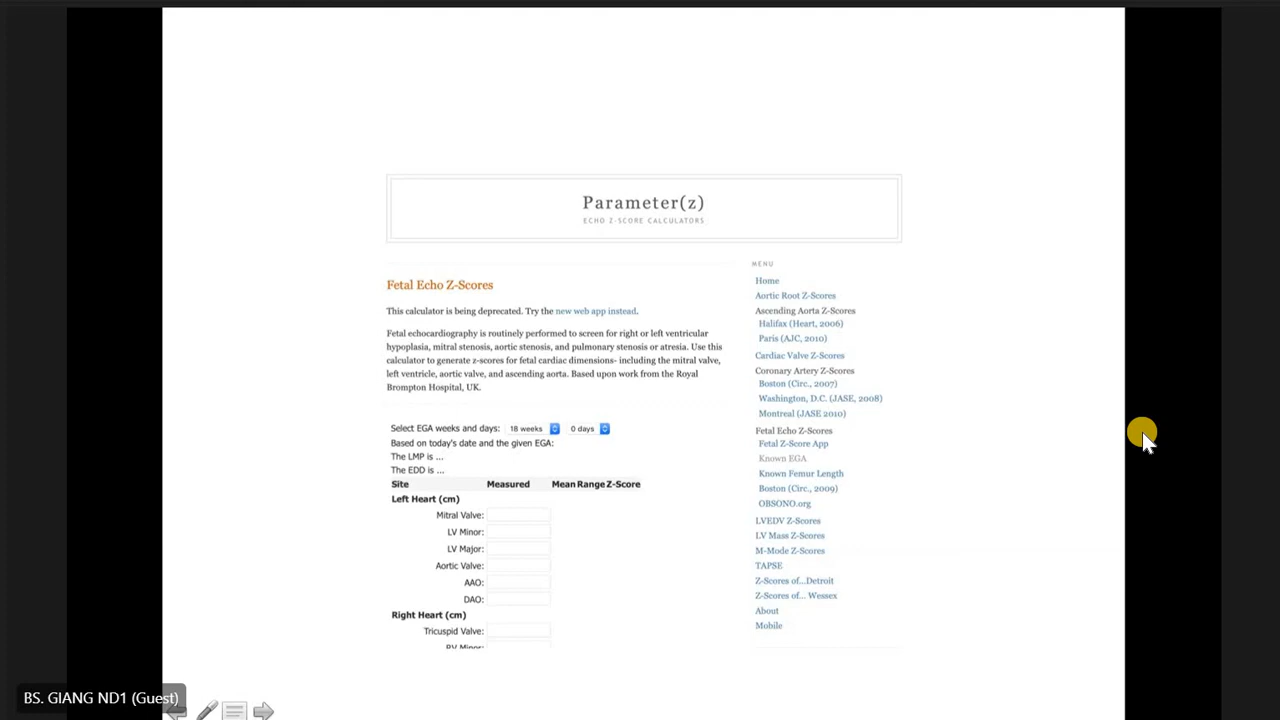 Parameter(z)
ECHO Z-SCORE CALCULATORS
Fetal Echo Z-Scores
This calculator is being deprecated. Try the new web app instead.
Fetal echocardiography is routinely performed to screen for right or left ventricular
hypoplasia, mitral stenosis, aortic stenosis, and pulmonary stenosis or atresia. Use this
calculator to generate z-scores for fetal cardiac dimensions- including the mitral valve,
left ventricle, aortic valve, and ascending aorta. Based upon work from the Royal
Brompton Hospital, UK.
Select EGA weeks and days: 18 weeks 0 days
Based on today's date and the given EGA:
The LMP is ...
The EDD is ...
Site Measured Mean Range Z-Score
Left Heart (cm)
Mitral Valve:
LV Minor:
LV Major:
Aortic Valve:
AAO:
DAO:
Right Heart (cm)
Tricuspid Valve:
RV Minor:
MENU
Home
Aortic Root Z-Scores
Ascending Aorta Z-Scores
Halifax (Heart, 2006)
Paris (AJC, 2010)
Cardiac Valve Z-Scores
Coronary Artery Z-Scores
Boston (Circ., 2007)
Washington, D.C. (JASE, 2008)
Montreal (JASE 2010)
Fetal Echo Z-Scores
Fetal Z-Score App
Known EGA
Known Femur Length
Boston (Circ., 2009)
OBSONO.org
LVEDV Z-Scores
LV Mass Z-Scores
M-Mode Z-Scores
TAPSE
Z-Scores of...Detroit
Z-Scores of... Wessex
About
Mobile
BS. GIANG ND1 (Guest)